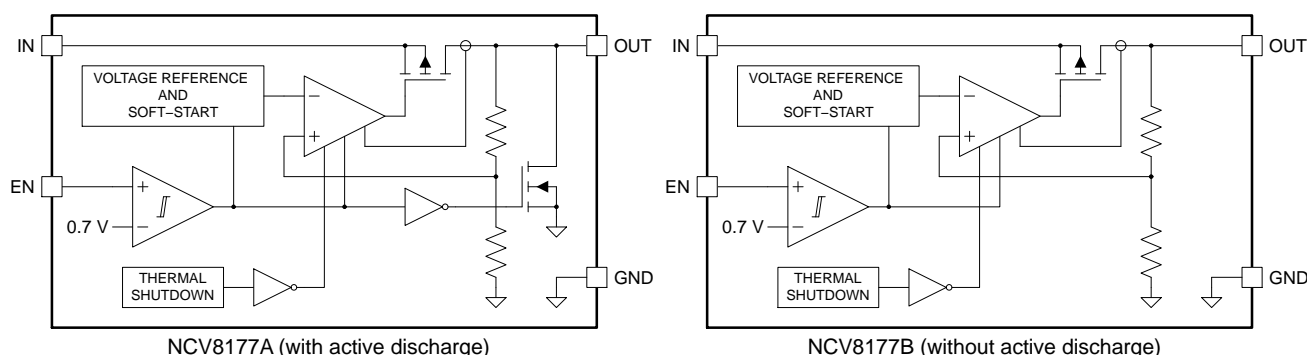 IN
OUT
VOLTAGE REFERENCE
AND
SOFT−START
−
+
EN
+
0.7 V
−
THERMAL
SHUTDOWN
GND
NCV8177A (with active discharge)
IN
OUT
VOLTAGE REFERENCE
AND
SOFT−START
−
+
EN
+
0.7 V
−
THERMAL
SHUTDOWN
GND
NCV8177B (without active discharge)